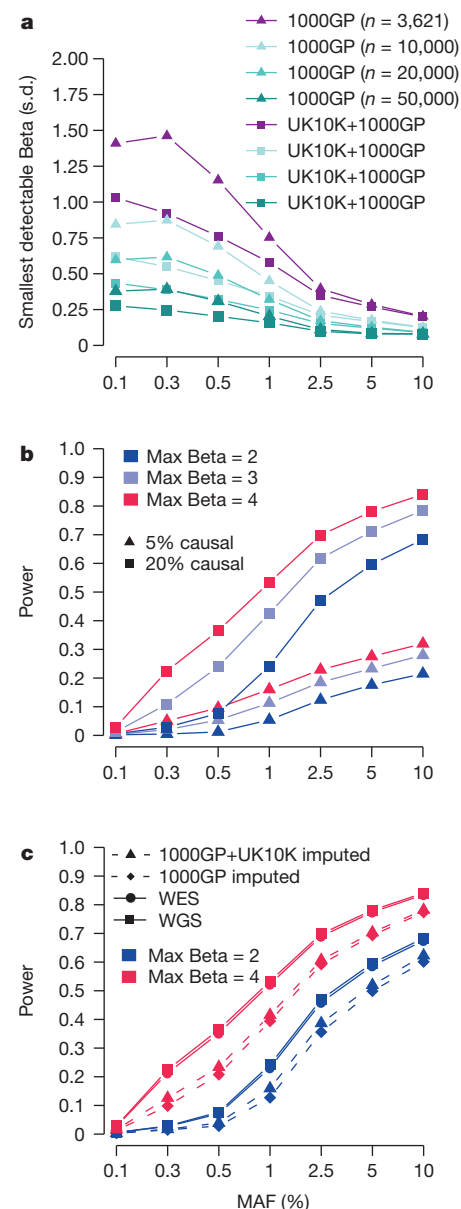 a
1000GP (n = 3,621)
1000GP (n = 10,000)
1000GP (n = 20,000)
1000GP (n = 50,000)
UK10K+1000GP
UK10K+1000GP
UK10K+1000GP
UK10K+1000GP
Smallest detectable Beta (s.d.)
2.00
1.75
1.50
1.25
1.00
0.75
0.50
0.25
0
0.1 0.3 0.5 1 2.5 5 10
b
Max Beta = 2
Max Beta = 3
Max Beta = 4
5% causal
20% causal
Power
1.0
0.9
0.8
0.7
0.6
0.5
0.4
0.3
0.2
0.1
0
0.1 0.3 0.5 1 2.5 5 10
c
1000GP+UK10K imputed
1000GP imputed
WES
WGS
Max Beta = 2
Max Beta = 4
Power
1.0
0.9
0.8
0.7
0.6
0.5
0.4
0.3
0.2
0.1
0
0.1 0.3 0.5 1 2.5 5 10
MAF (%)